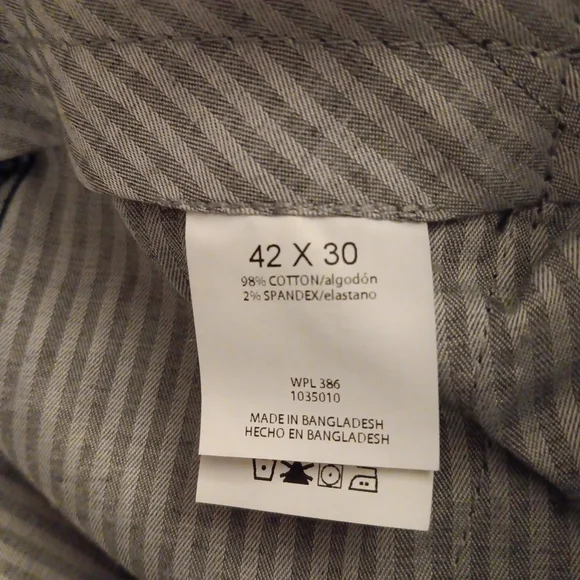 42 X 30
98% COTTON/algodón
2% SPANDEX/elastano
WPL 386
1035010
MADE IN BANGLADESH
HECHO EN BANGLADESH